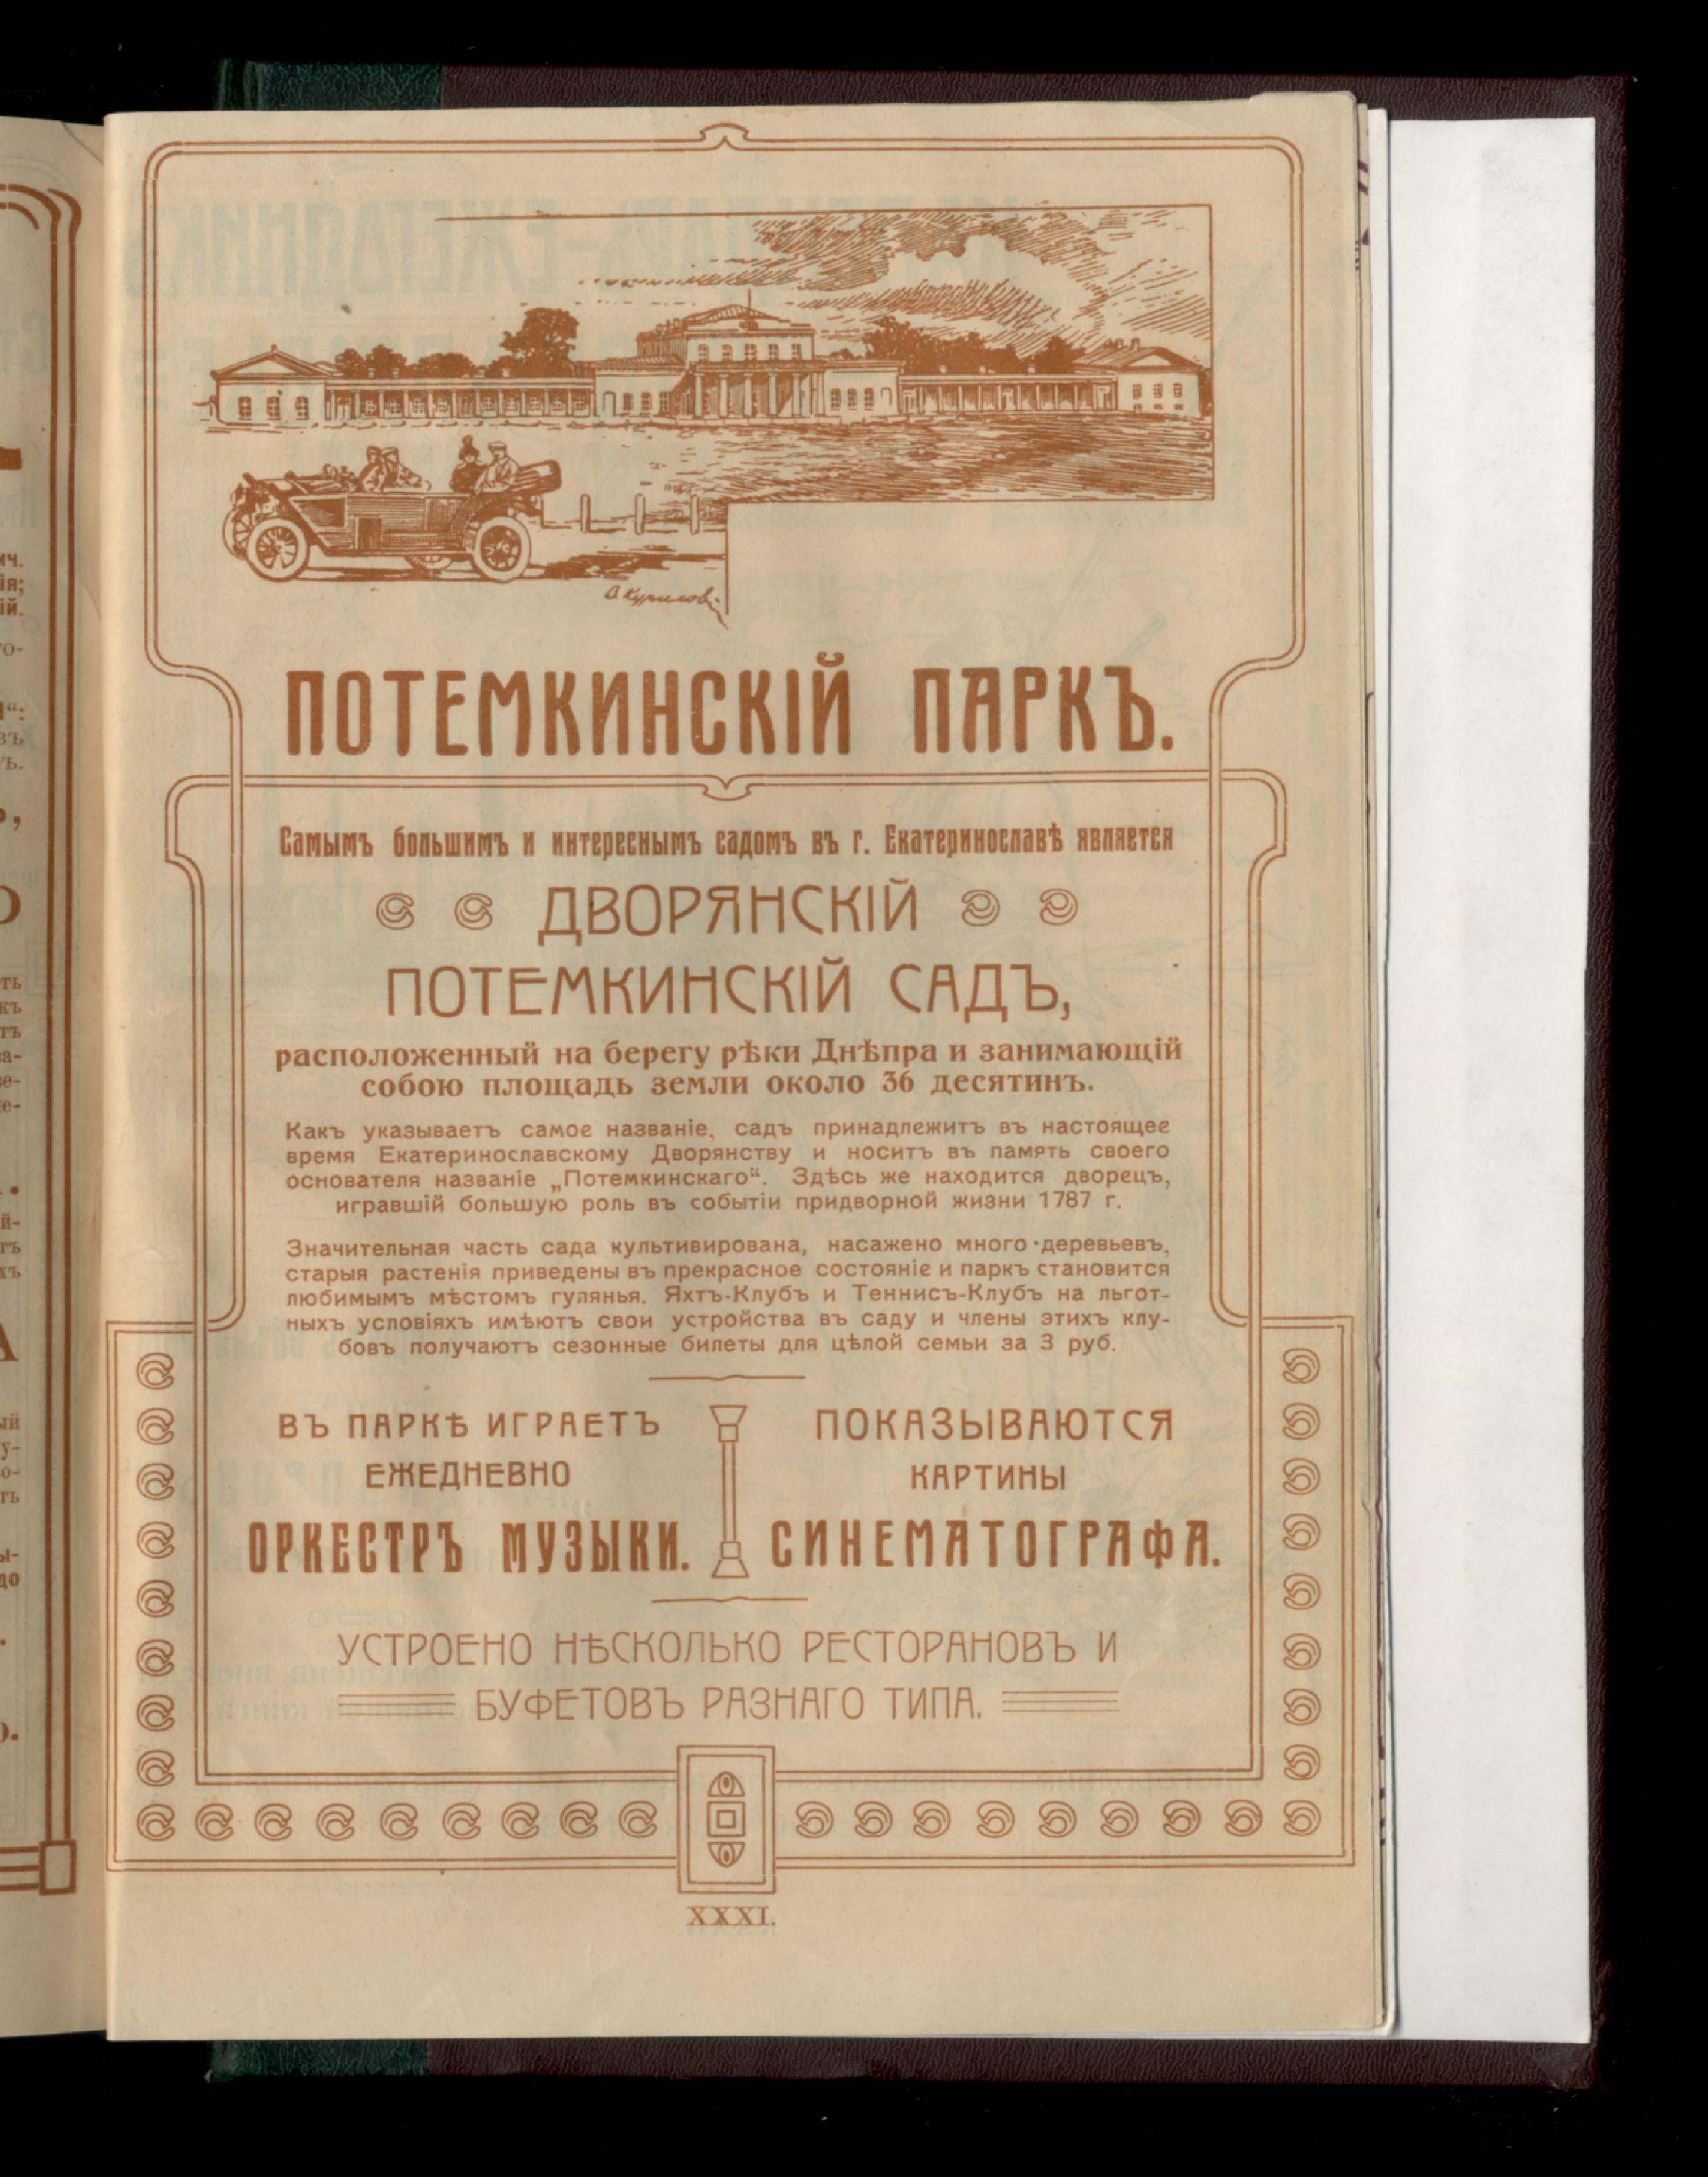 ПОТЕМКИНСКІЙ ПАРКЪ.
Самымъ большимъ и интереснымъ садомъ въ г. Екатеринославѣ является
ДВОРЯНСКІЙ
ПОТЕМКИНСКІЙ САДЪ,
расположенный на берегу рѣки Днѣпра и занимающій
собою площадь земли около 36 десятинъ.
Какъ указываетъ самое названіе, садъ принадлежитъ въ настоящее
время Екатеринославскому Дворянству и носитъ въ память своего
основателя названіе „Потемкинскаго“. Здѣсь же находится дворецъ,
игравшій большую роль въ событіи придворной жизни 1787 г.
Значительная часть сада культивирована, насажено много деревьевъ,
старыя растенія приведены въ прекрасное состояніе и паркъ становится
любимымъ мѣстомъ гулянья. Яхтъ-Клубъ и Теннисъ-Клубъ на льгот-
ныхъ условіяхъ имѣютъ свои устройства въ саду и члены этихъ клу-
бовъ получаютъ сезонные билеты для цѣлой семьи за 3 руб.
ВЪ ПАРКѢ ИГРАЕТЪ
ЕЖЕДНЕВНО
ОРКЕСТРЪ МУЗЫКИ.
ПОКАЗЫВАЮТСЯ
КАРТИНЫ
СИНЕМАТОГРАФА.
УСТРОЕНО НѢСКОЛЬКО РЕСТОРАНОВЪ И
БУФЕТОВЪ РАЗНАГО ТИПА.
XXXI.